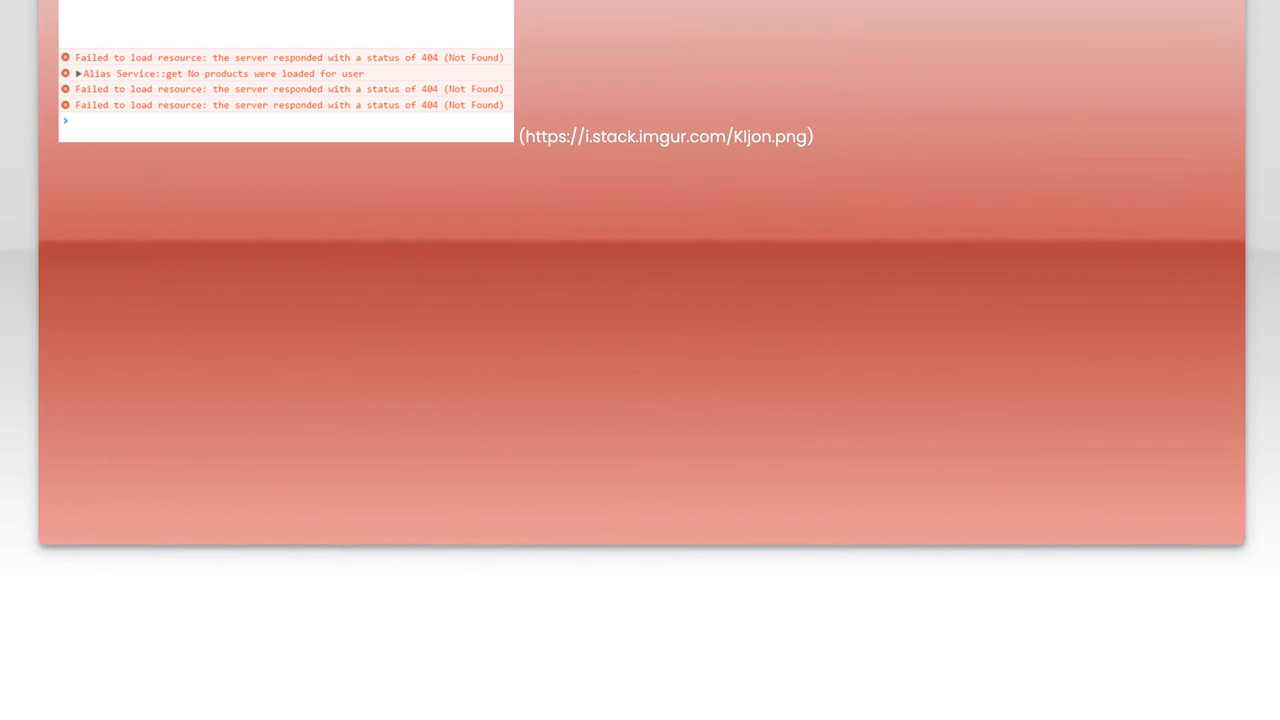 Failed to load resource: the server responded with a status of 404 (Not Found)
▶Alias Service::get No products were loaded for user
Failed to load resource: the server responded with a status of 404 (Not Found)
Failed to load resource: the server responded with a status of 404 (Not Found)
>
(https://i.stack.imgur.com/Kljon.png)